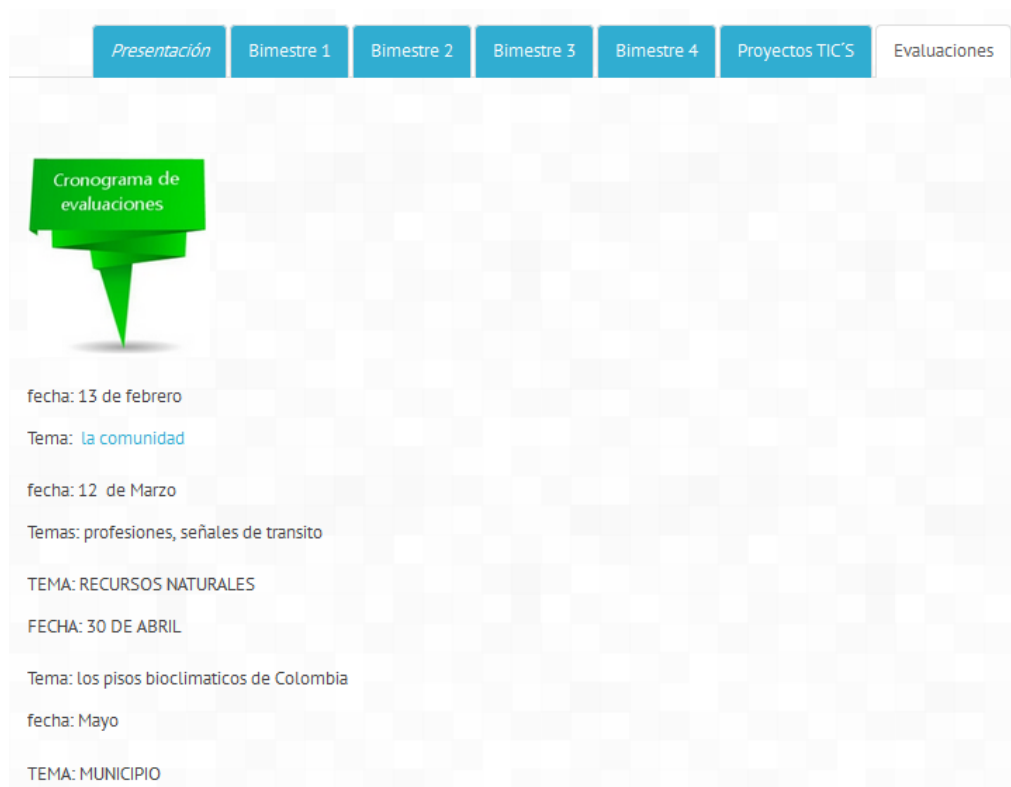 Presentación
Bimestre 1
Bimestre 2
Bimestre 3
Bimestre 4
Proyectos TIC´S
Evaluaciones
Cronograma de
evaluaciones
fecha: 13 de febrero
Tema: la comunidad
fecha: 12 de Marzo
Temas: profesiones, señales de transito
TEMA: RECURSOS NATURALES
FECHA: 30 DE ABRIL
Tema: los pisos bioclimaticos de Colombia
fecha: Mayo
TEMA: MUNICIPIO